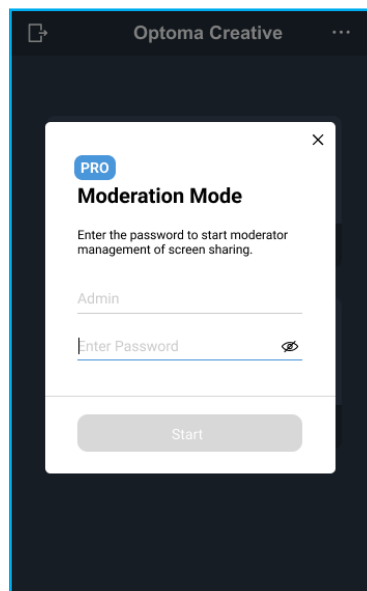 Optoma Creative
PRO
Moderation Mode
Enter the password to start moderator
management of screen sharing.
Admin
Enter Password
Start